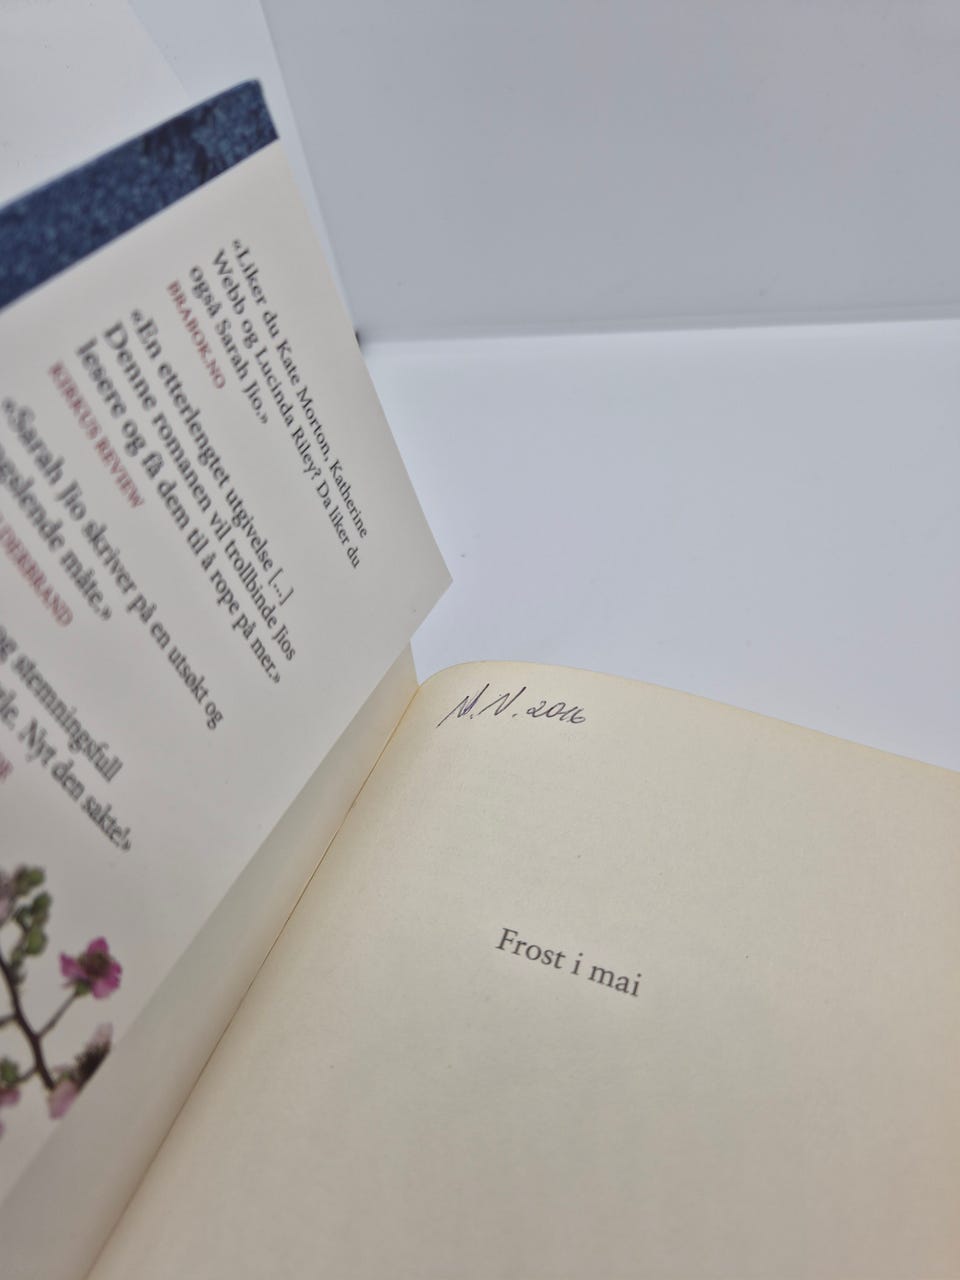 «Liker du Kate Morton, Katherine
Webb og Lucinda Riley? Da liker du
også Sarah Jio.»
BRABOK.NO
«En etterlengtet utgivelse [...]
Denne romanen vil trollbinde Jios
lesere og få dem til å rope på mer.»
KIRKUS REVIEW
«Sarah Jio skriver på en utsøkt og
måte.»
og stemningsfull
Nyt den sakte!»
N.N. 2016
Frost i mai